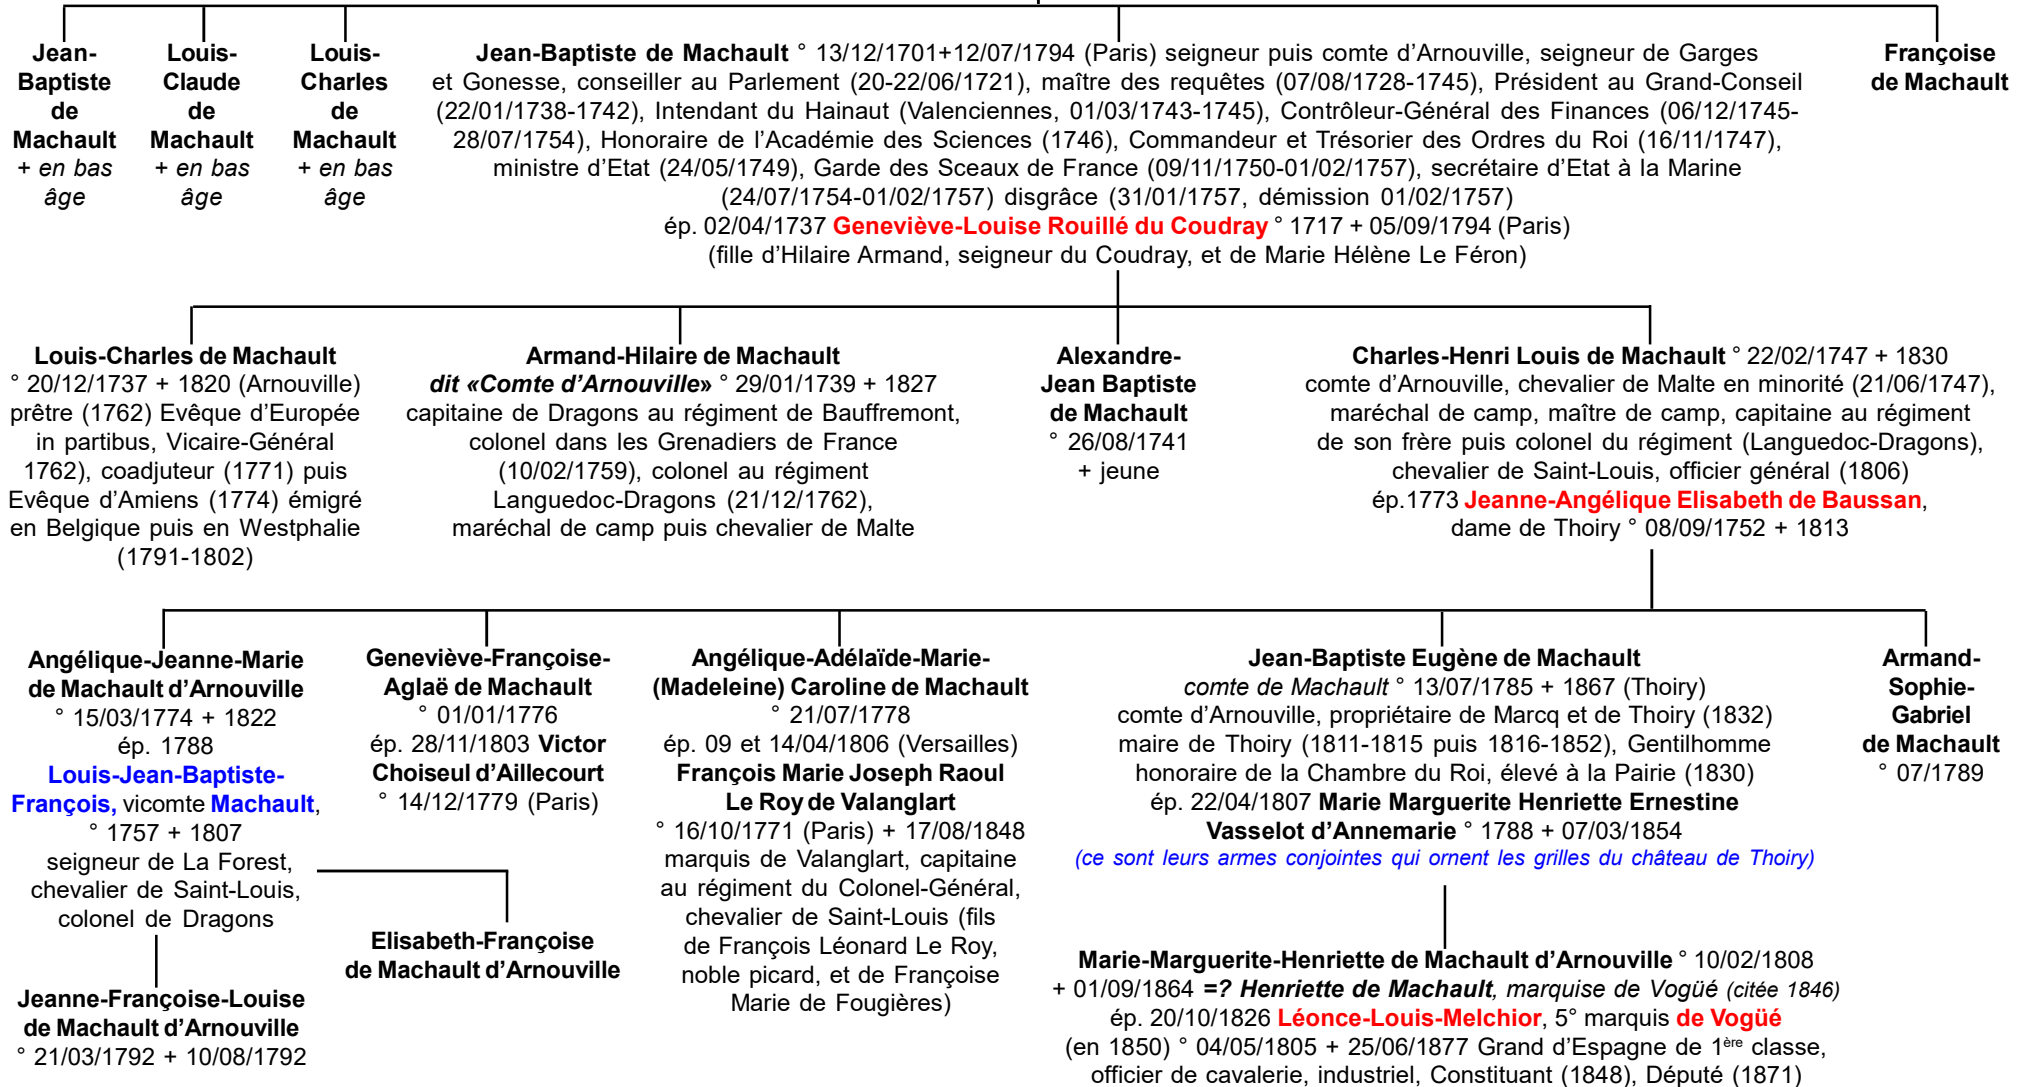 Jean-
Baptiste
de
Machault
+ en bas
âge
Louis-
Claude
de
Machault
+ en bas
âge
Louis-
Charles
de
Machault
+ en bas
âge
Jean-Baptiste de Machault ° 13/12/1701+12/07/1794 (Paris) seigneur puis comte d’Arnouville, seigneur de Garges
et Gonesse, conseiller au Parlement (20-22/06/1721), maître des requêtes (07/08/1728-1745), Président au Grand-Conseil
(22/01/1738-1742), Intendant du Hainaut (Valenciennes, 01/03/1743-1745), Contrôleur-Général des Finances (06/12/1745-
28/07/1754), Honoraire de l’Académie des Sciences (1746), Commandeur et Trésorier des Ordres du Roi (16/11/1747),
ministre d’Etat (24/05/1749), Garde des Sceaux de France (09/11/1750-01/02/1757), secrétaire d’Etat à la Marine
(24/07/1754-01/02/1757) disgrâce (31/01/1757, démission 01/02/1757)
ép. 02/04/1737 Geneviève-Louise Rouillé du Coudray ° 1717 + 05/09/1794 (Paris)
(fille d’Hilaire Armand, seigneur du Coudray, et de Marie Hélène Le Féron)
Françoise
de Machault
Louis-Charles de Machault
° 20/12/1737 + 1820 (Arnouville)
prêtre (1762) Evêque d’Europée
in partibus, Vicaire-Général
1762), coadjuteur (1771) puis
Evêque d’Amiens (1774) émigré
en Belgique puis en Westphalie
(1791-1802)
Armand-Hilaire de Machault
dit «Comte d’Arnouville» ° 29/01/1739 + 1827
capitaine de Dragons au régiment de Bauffremont,
colonel dans les Grenadiers de France
(10/02/1759), colonel au régiment
Languedoc-Dragons (21/12/1762),
maréchal de camp puis chevalier de Malte
Alexandre-
Jean Baptiste
de Machault
° 26/08/1741
+ jeune
Charles-Henri Louis de Machault ° 22/02/1747 + 1830
comte d’Arnouville, chevalier de Malte en minorité (21/06/1747),
maréchal de camp, maître de camp, capitaine au régiment
de son frère puis colonel du régiment (Languedoc-Dragons),
chevalier de Saint-Louis, officier général (1806)
ép.1773 Jeanne-Angélique Elisabeth de Baussan,
dame de Thoiry ° 08/09/1752 + 1813
Angélique-Jeanne-Marie
de Machault d’Arnouville
° 15/03/1774 + 1822
ép. 1788
Louis-Jean-Baptiste-
François, vicomte Machault,
° 1757 + 1807
seigneur de La Forest,
chevalier de Saint-Louis,
colonel de Dragons
Geneviève-Françoise-
Aglaë de Machault
° 01/01/1776
ép. 28/11/1803 Victor
Choiseul d’Aillecourt
° 14/12/1779 (Paris)
Angélique-Adélaïde-Marie-
(Madeleine) Caroline de Machault
° 21/07/1778
ép. 09 et 14/04/1806 (Versailles)
François Marie Joseph Raoul
Le Roy de Valanglart
° 16/10/1771 (Paris) + 17/08/1848
marquis de Valanglart, capitaine
au régiment du Colonel-Général,
chevalier de Saint-Louis (fils
de François Léonard Le Roy,
noble picard, et de Françoise
Marie de Fougières)
Jean-Baptiste Eugène de Machault
comte de Machault ° 13/07/1785 + 1867 (Thoiry)
comte d’Arnouville, propriétaire de Marcq et de Thoiry (1832)
maire de Thoiry (1811-1815 puis 1816-1852), Gentilhomme
honoraire de la Chambre du Roi, élevé à la Pairie (1830)
ép. 22/04/1807 Marie Marguerite Henriette Ernestine
Vasselot d’Annemarie ° 1788 + 07/03/1854
(ce sont leurs armes conjointes qui ornent les grilles du château de Thoiry)
Armand-
Sophie-
Gabriel
de Machault
° 07/1789
Elisabeth-Françoise
de Machault d’Arnouville
Jeanne-Françoise-Louise
de Machault d’Arnouville
° 21/03/1792 + 10/08/1792
Marie-Marguerite-Henriette de Machault d’Arnouville ° 10/02/1808
+ 01/09/1864 =? Henriette de Machault, marquise de Vogüé (citée 1846)
ép. 20/10/1826 Léonce-Louis-Melchior, 5° marquis de Vogüé
(en 1850) ° 04/05/1805 + 25/06/1877 Grand d’Espagne de 1ère classe,
officier de cavalerie, industriel, Constituant (1848), Député (1871)